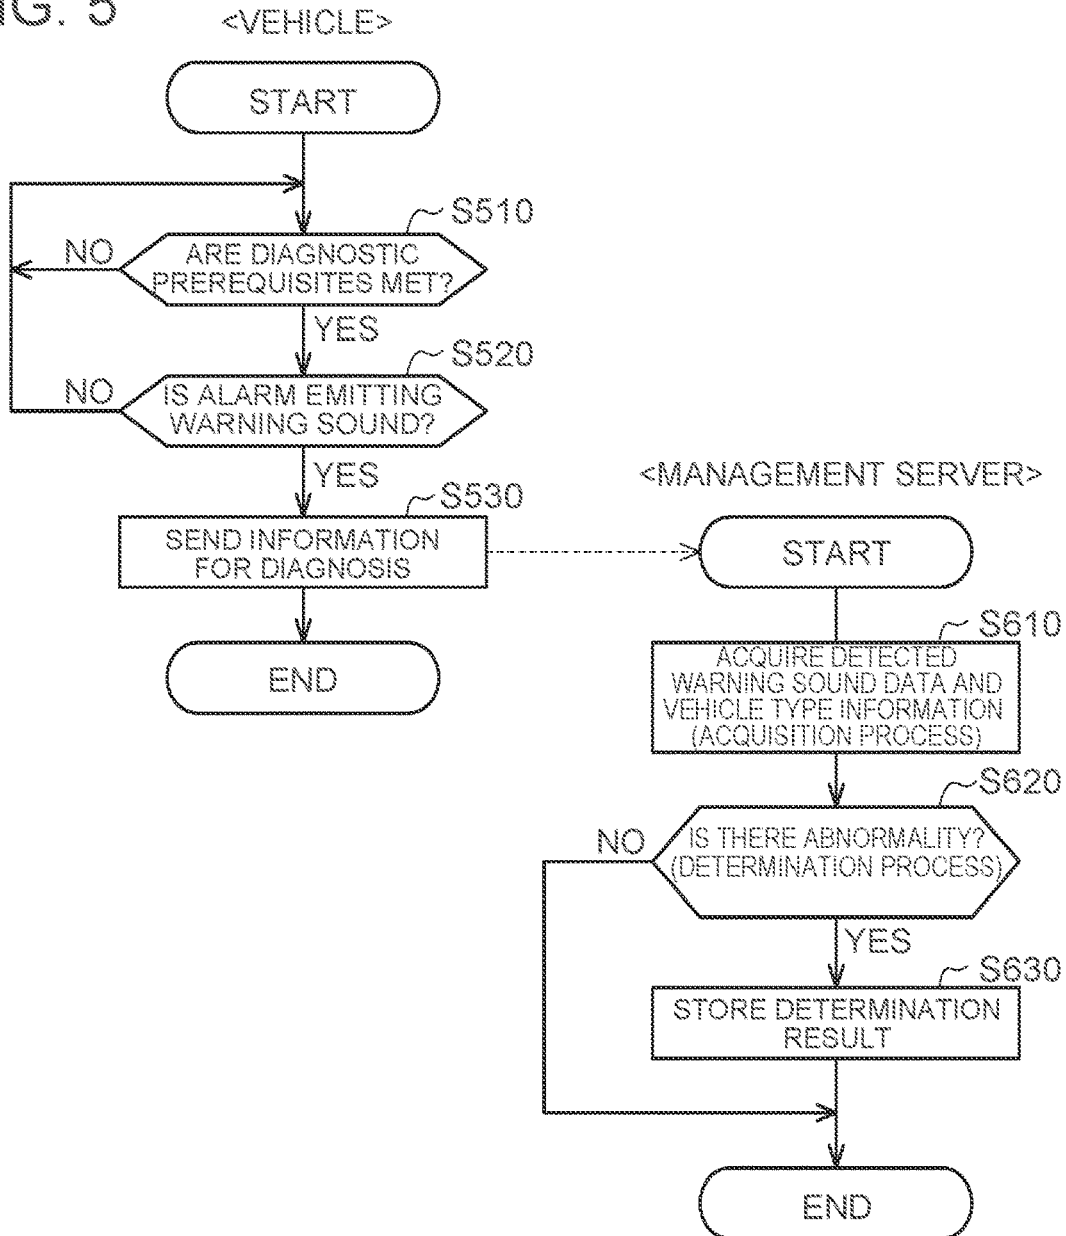 FIG. 5
<VEHICLE>
START
S510
NO
ARE DIAGNOSTIC
PREREQUISITES MET?
YES
S520
NO
IS ALARM EMITTING
WARNING SOUND?
YES
S530
SEND INFORMATION
FOR DIAGNOSIS
END
<MANAGEMENT SERVER>
START
S610
ACQUIRE DETECTED
WARNING SOUND DATA AND
VEHICLE TYPE INFORMATION
(ACQUISITION PROCESS)
S620
NO
IS THERE ABNORMALITY?
(DETERMINATION PROCESS)
YES
S630
STORE DETERMINATION
RESULT
END